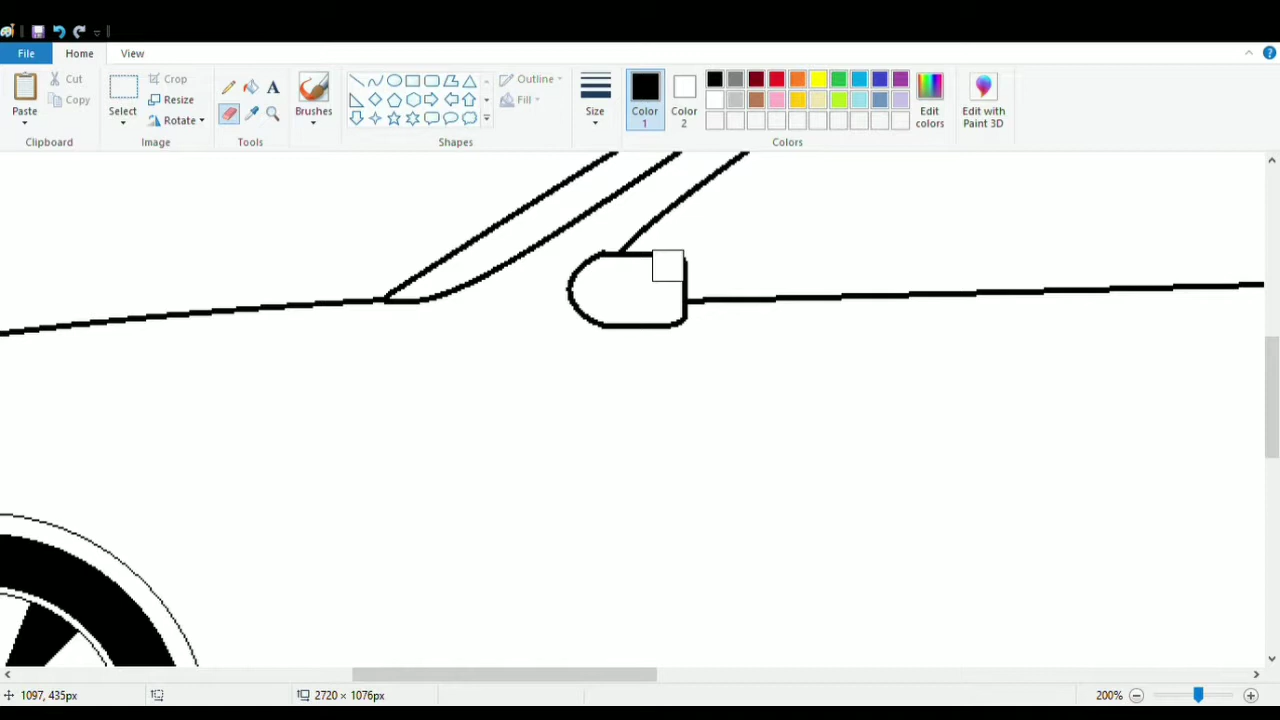 File Home View
Paste Cut Copy Clipboard
Select Crop Resize Rotate Image
Tools
Brushes
Outline Fill Shapes
Size
Color 1 Color 2 Edit colors Colors
Edit with Paint 3D
1097, 435px 2720 × 1076px 200%